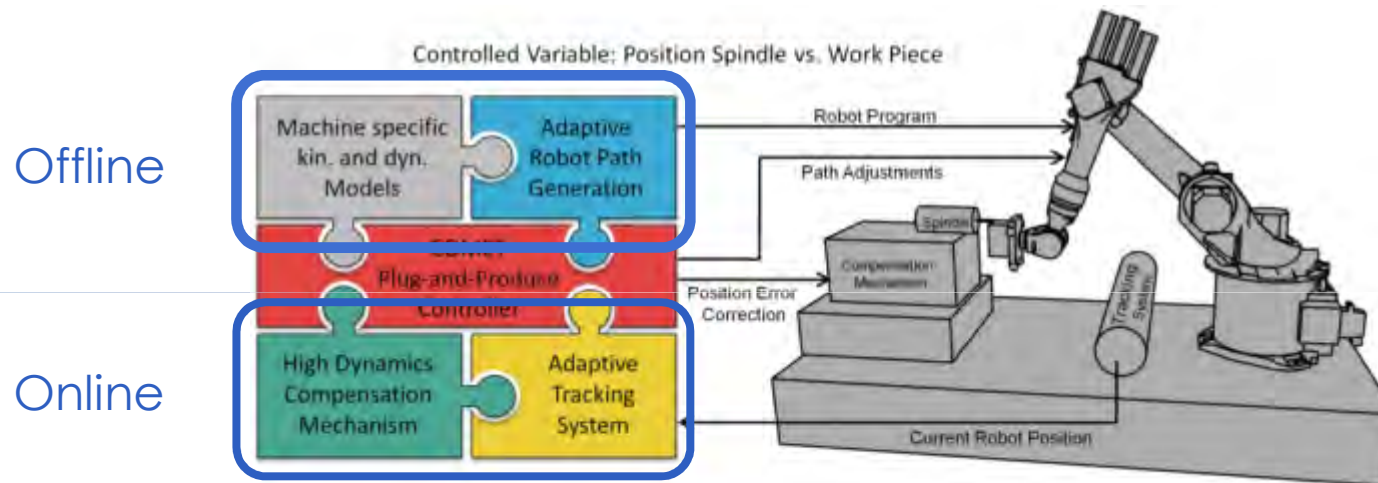 Controlled Variable: Position Spindle vs. Work Piece
Offline
Machine specific
kin. and dyn.
Models
Adaptive
Robot Path
Generation
Robot Program
Path Adjustments
Plug-and-Produce
Controller
Position Error
Correction
Spindle
Compensation
Mechanism
Tracking
System
Online
High Dynamics
Compensation
Mechanism
Adaptive
Tracking
System
Current Robot Position